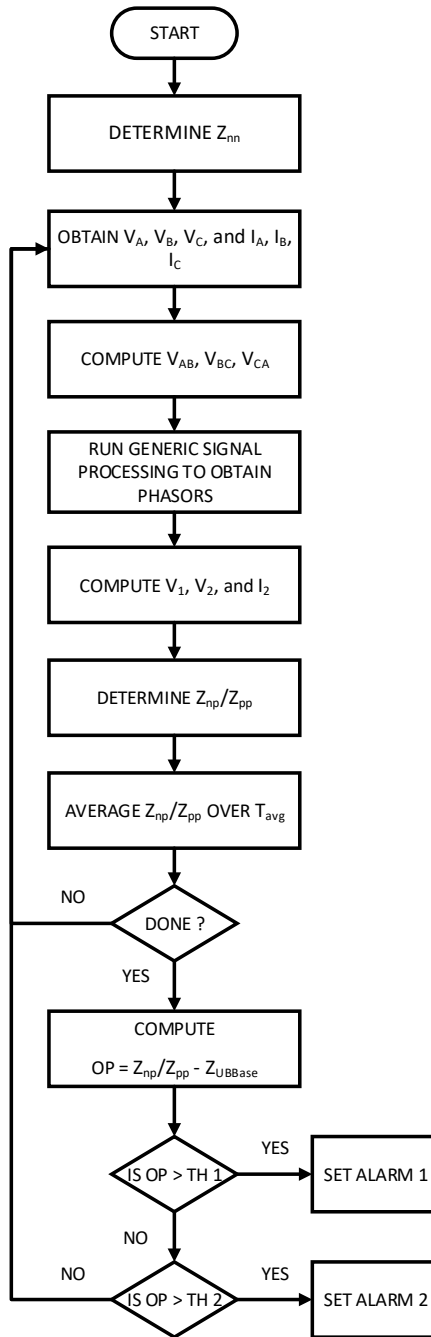 START
DETERMINE Znn
OBTAIN VA, VB, VC, and IA, IB,
IC
COMPUTE VAB, VBC, VCA
RUN GENERIC SIGNAL
PROCESSING TO OBTAIN
PHASORS
COMPUTE V1, V2, and I2
DETERMINE Znp/Zpp
AVERAGE Znp/Zpp OVER Tavg
NO
DONE ?
YES
COMPUTE
OP = Znp/Zpp - ZUBBase
YES
IS OP > TH 1
SET ALARM 1
NO
NO
YES
IS OP > TH 2
SET ALARM 2